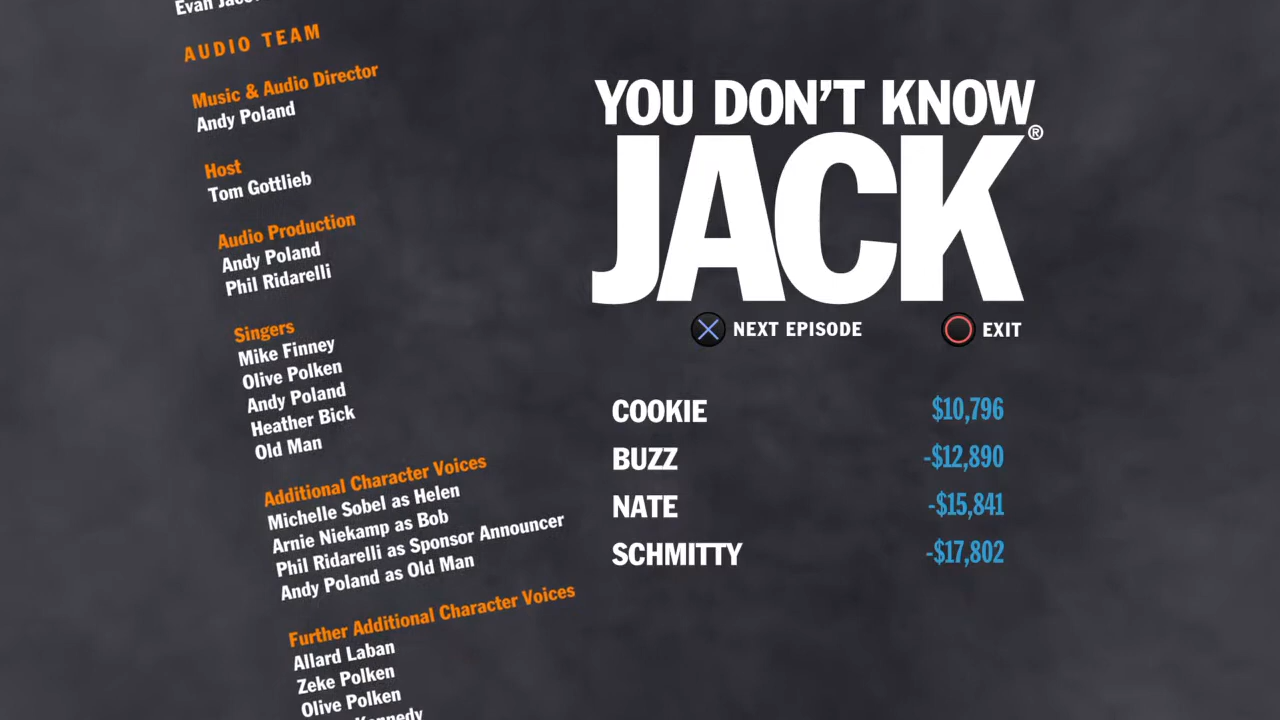 Evan
AUDIO TEAM
Music & Audio Director
Andy Poland
Host
Tom Gottlieb
Audio Production
Andy Poland
Phil Ridarelli
Singers
Mike Finney
Olive Polken
Andy Poland
Heather Bick
Old Man
Additional Character Voices
Michelle Sobel as Helen
Arnie Niekamp as Bob
Phil Ridarelli as Sponsor Announcer
Andy Poland as Old Man
Further Additional Character Voices
Allard Laban
Zeke Polken
Olive Polken
Kennedy
YOU DON'T KNOW
JACK®
NEXT EPISODE EXIT
COOKIE $10,796
BUZZ -$12,890
NATE -$15,841
SCHMITTY -$17,802